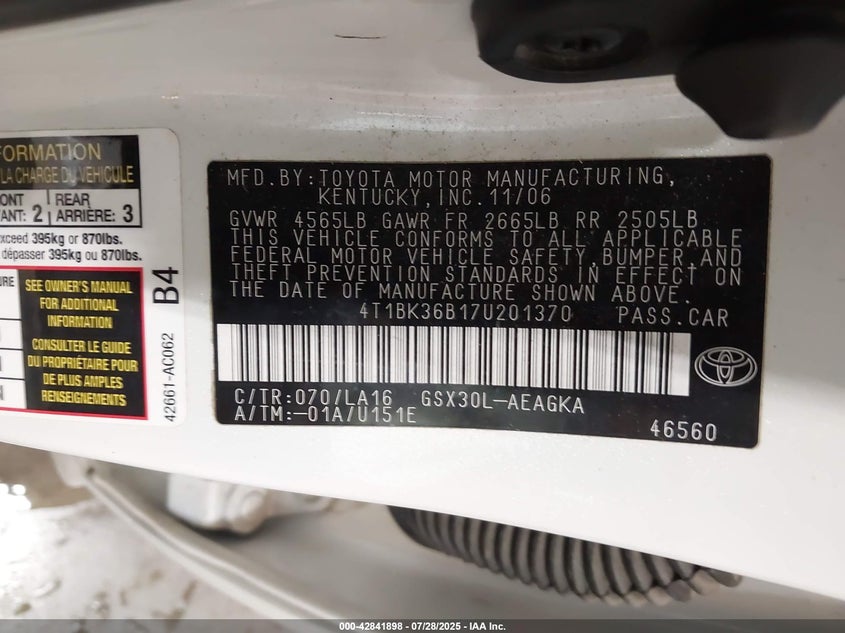 FORMATION
LA CHARGE DU VÉHICULE
ONT
ANT: 2
REAR
ARRIÈRE: 3
exceed 395kg or 870lbs.
dépasser 395kg ou 870lbs.
URE
SEE OWNER'S MANUAL
FOR ADDITIONAL
INFORMATION
CONSULTER LE GUIDE
DU PROPRIÉTAIRE POUR
DE PLUS AMPLES
RENSEIGNEMENTS
N
B4
42661-AC062
MFD.BY:TOYOTA MOTOR MANUFACTURING,
KENTUCKY,INC.11/06
GVWR 4565LB GAWR FR 2665LB RR 2505LB
THIS VEHICLE CONFORMS TO ALL APPLICABLE
FEDERAL MOTOR VEHICLE SAFETY,BUMPER,AND
THEFT PREVENTION STANDARDS IN EFFECT ON
THE DATE OF MANUFACTURE SHOWN ABOVE.
4T1BK36B17U201370 PASS.CAR
C/TR:070/LA16 GSX30L-AEAGKA
A/TM:-01A/U151E
46560
000-42841898 | 07/28/2025 - IAA Inc.